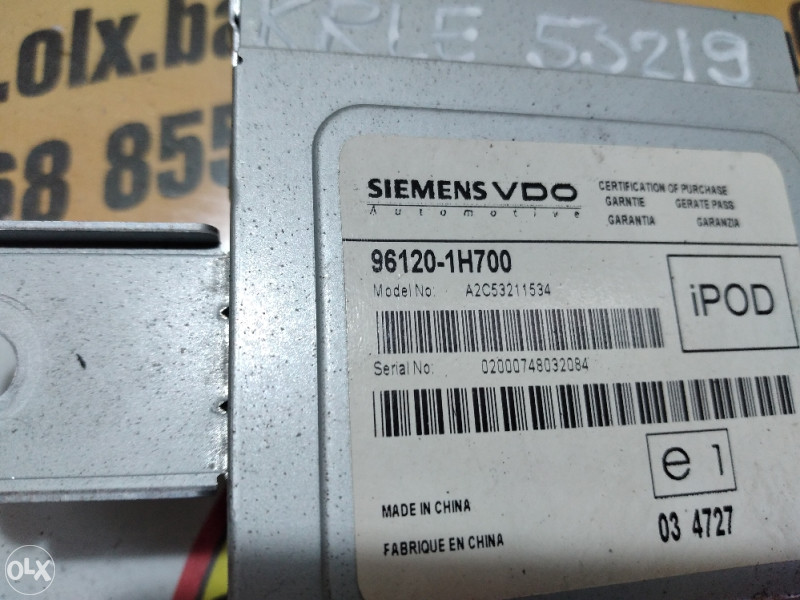 .olx.ba
68 855
KRLE 53219
SIEMENS VDO
Automotive
CERTIFICATION OF PURCHASE
GARNTIE GERATE PASS
GARANTIA GARANZIA
96120-1H700
Model No: A2C53211534
iPOD
Serial No: 02000748032084
e 1
MADE IN CHINA
FABRIQUE EN CHINA
03 4727
OLX